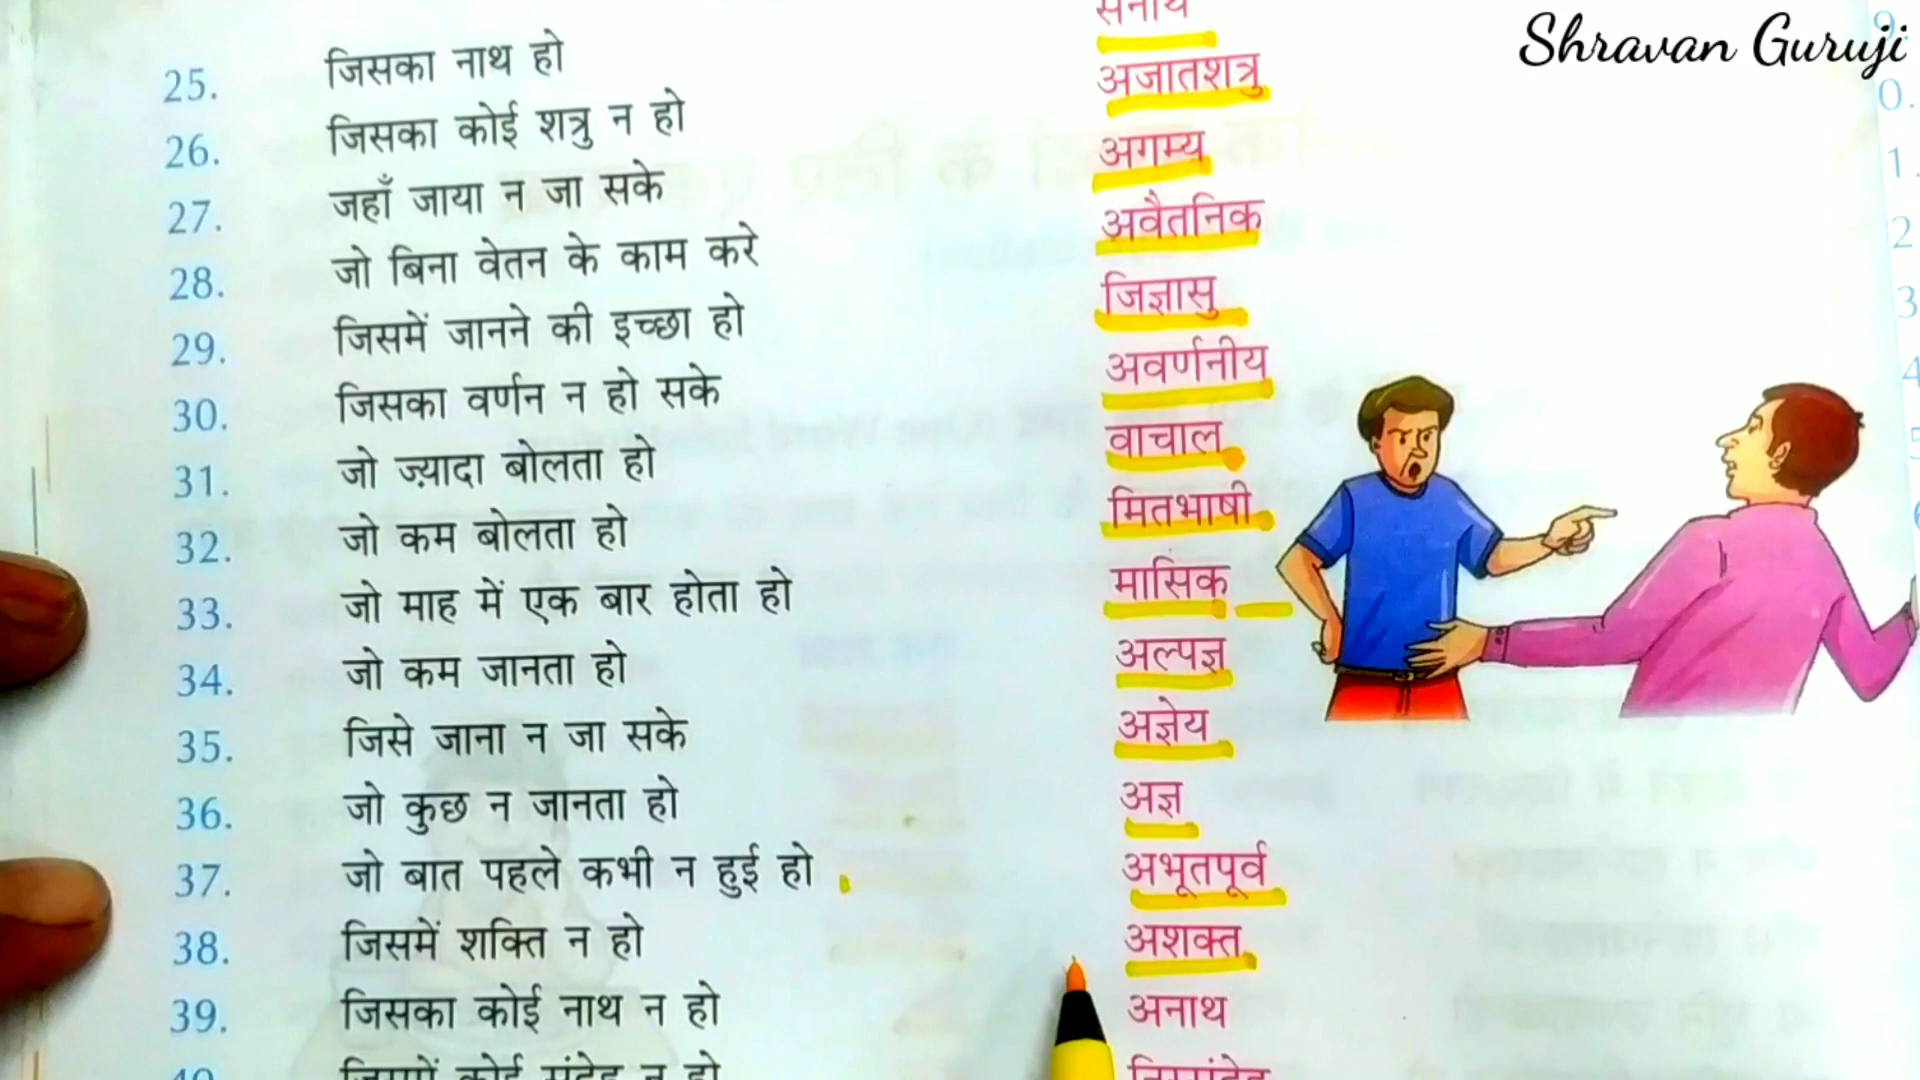 Shravan Guruji
25. जिसका नाथ हो सनाथ
26. जिसका कोई शत्रु न हो अजातशत्रु
27. जहाँ जाया न जा सके अगम्य
28. जो बिना वेतन के काम करे अवैतनिक
29. जिसमें जानने की इच्छा हो जिज्ञासु
30. जिसका वर्णन न हो सके अवर्णनीय
31. जो ज़्यादा बोलता हो वाचाल
32. जो कम बोलता हो मितभाषी
33. जो माह में एक बार होता हो मासिक
34. जो कम जानता हो अल्पज्ञ
35. जिसे जाना न जा सके अज्ञेय
36. जो कुछ न जानता हो अज्ञ
37. जो बात पहले कभी न हुई हो अभूतपूर्व
38. जिसमें शक्ति न हो अशक्त
39. जिसका कोई नाथ न हो अनाथ
40. जिसमें कोई संदेह न हो